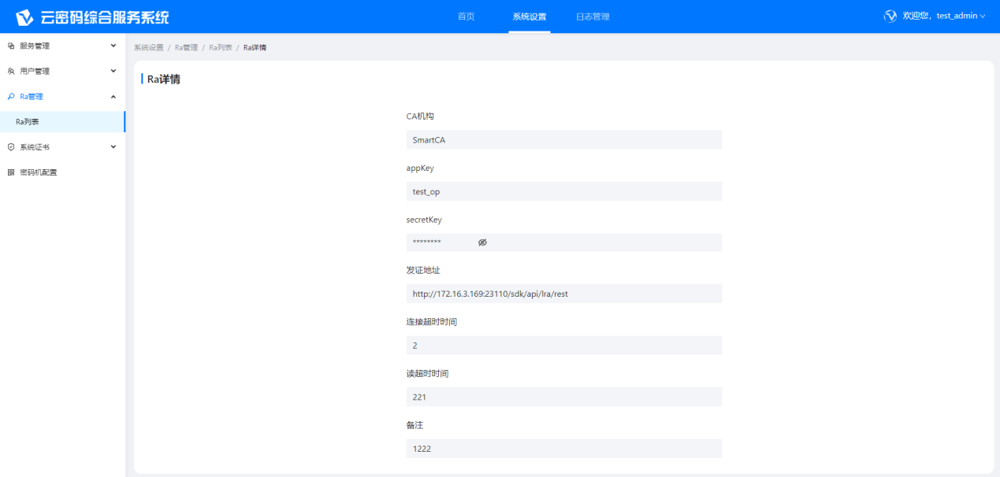 云密码综合服务系统
首页
系统设置
日志管理
欢迎您，test_admin
服务管理
用户管理
Ra管理
Ra列表
系统证书
密码机配置
系统设置 / Ra管理 / Ra列表 / Ra详情
Ra详情
CA机构
SmartCA
appKey
test_op
secretKey
********
发证地址
http://172.16.3.169:23110/sdk/api/lra/rest
连接超时时间
2
读超时时间
221
备注
1222